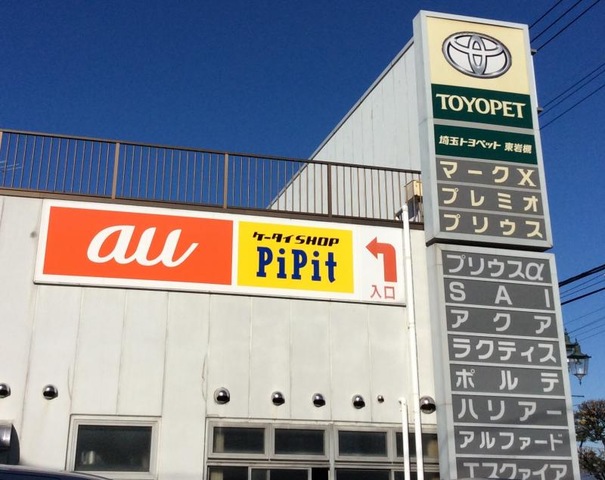 au
ケータイSHOP
PiPit
入口
TOYOPET
埼玉トヨペット 東岩槻
マークX
プレミオ
プリウス
プリウスα
SAI
アクア
ラクティス
ポルテ
ハリアー
アルファード
エスクァイア